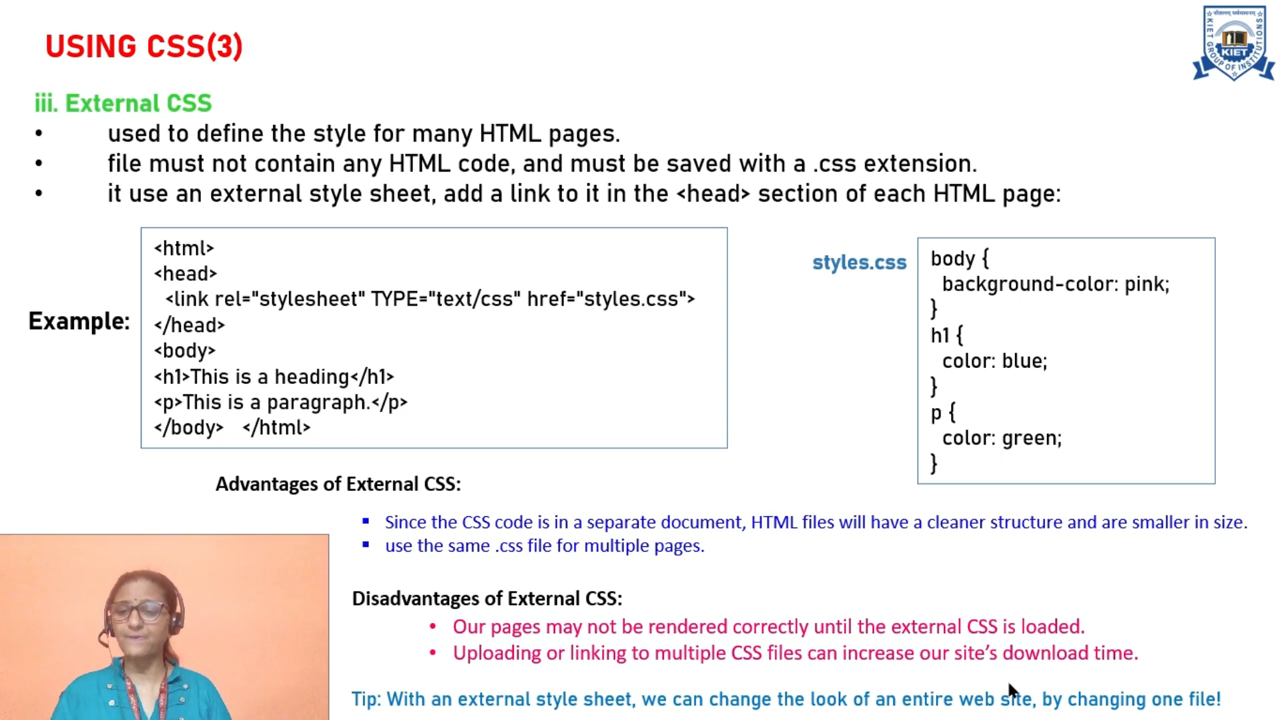 USING CSS(3)
KIET
KIET GROUP OF INSTITUTIONS
iii. External CSS
• used to define the style for many HTML pages.
• file must not contain any HTML code, and must be saved with a .css extension.
• it use an external style sheet, add a link to it in the <head> section of each HTML page:
Example:
<html>
<head>
<link rel="stylesheet" TYPE="text/css" href="styles.css">
</head>
<body>
<h1>This is a heading</h1>
<p>This is a paragraph.</p>
</body> </html>
styles.css
body {
background-color: pink;
}
h1 {
color: blue;
}
p {
color: green;
}
Advantages of External CSS:
▪ Since the CSS code is in a separate document, HTML files will have a cleaner structure and are smaller in size.
▪ use the same .css file for multiple pages.
Disadvantages of External CSS:
• Our pages may not be rendered correctly until the external CSS is loaded.
• Uploading or linking to multiple CSS files can increase our site's download time.
Tip: With an external style sheet, we can change the look of an entire web site, by changing one file!